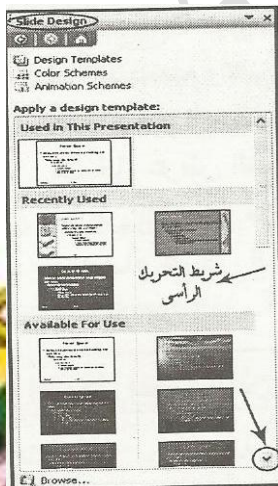 Slide Design
Design Templates
Color Schemes
Animation Schemes
Apply a design template:
Used in This Presentation
Recently Used
شريط التحريك
الرأسى
Available For Use
Browse...